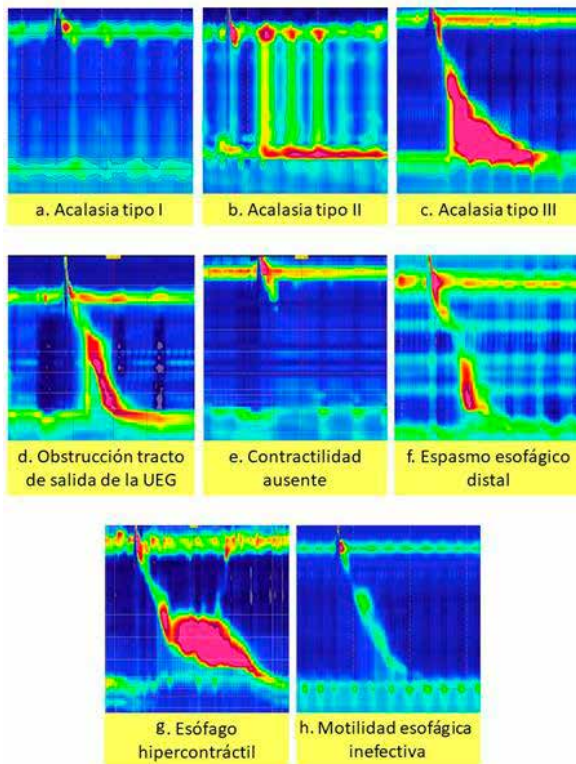 a. Acalasia tipo I
b. Acalasia tipo II
c. Acalasia tipo III
d. Obstrucción tracto
de salida de la UEG
e. Contractilidad
ausente
f. Espasmo esofágico
distal
g. Esófago
hipercontráctil
h. Motilidad esofágica
inefectiva